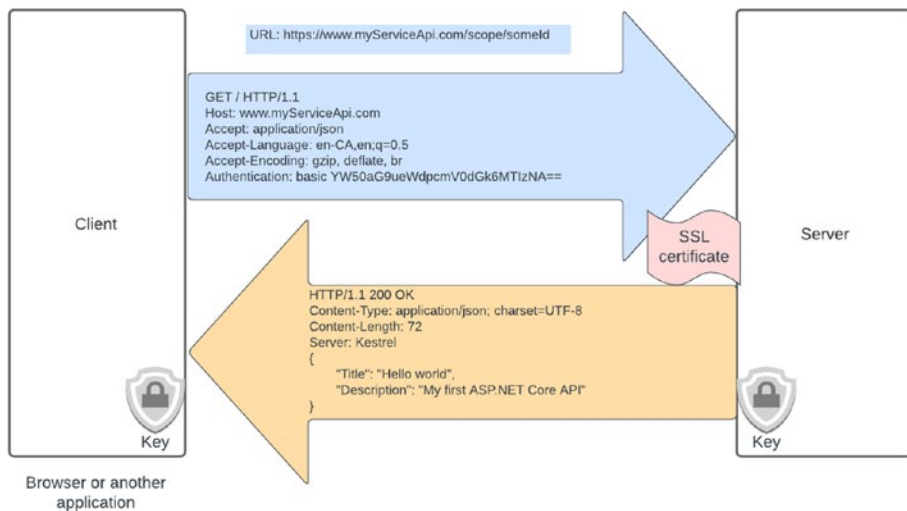 URL: https://www.myServiceApi.com/scope/someId
GET / HTTP/1.1
Host: www.myServiceApi.com
Accept: application/json
Accept-Language: en-CA,en;q=0.5
Accept-Encoding: gzip, deflate, br
Authentication: basic YW50aG9ueWdpcmV0dGk6MTIzNA==
Client
SSL
certificate
Server
HTTP/1.1 200 OK
Content-Type: application/json; charset=UTF-8
Content-Length: 72
Server: Kestrel
{
"Title": "Hello world",
"Description": "My first ASP.NET Core API"
}
Key
Key
Browser or another
application